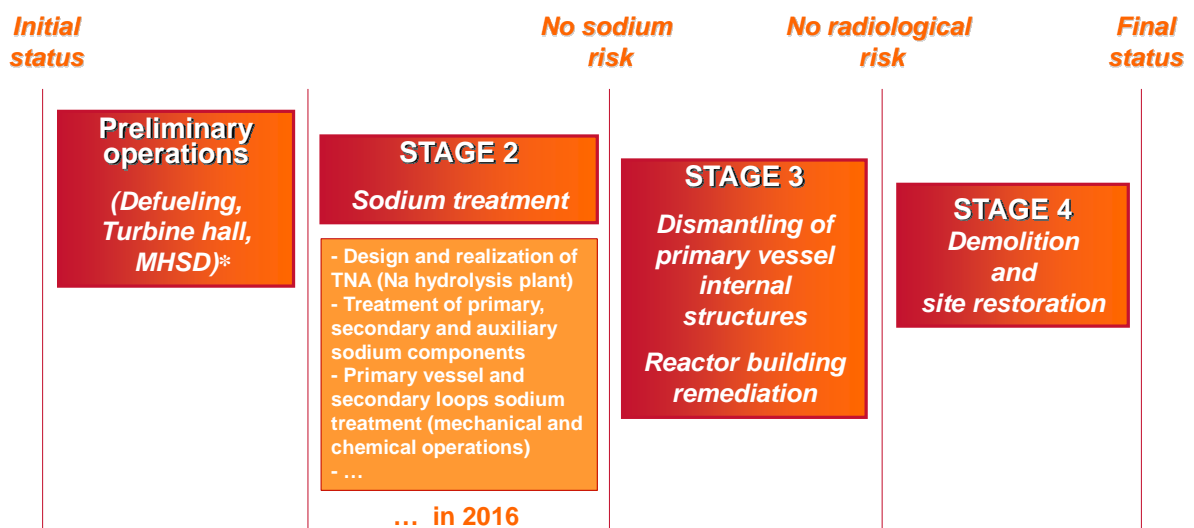 Initial
status
No sodium
risk
No radiological
risk
Final
status
Preliminary
operations
(Defueling,
Turbine hall,
MHSD)*
STAGE 2
Sodium treatment
- Design and realization of
TNA (Na hydrolysis plant)
- Treatment of primary,
secondary and auxiliary
sodium components
- Primary vessel and
secondary loops sodium
treatment (mechanical and
chemical operations)
- …
… in 2016
STAGE 3
Dismantling of
primary vessel
internal
structures
Reactor building
remediation
STAGE 4
Demolition
and
site restoration